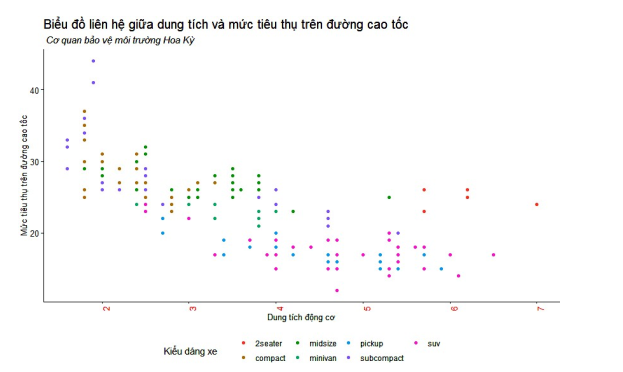 Biểu đồ liên hệ giữa dung tích và mức tiêu thụ trên đường cao tốc
Cơ quan bảo vệ môi trường Hoa Kỳ
Mức tiêu thụ trên đường cao tốc
40
30
20
2 3 4 5 6 7
Dung tích động cơ
Kiểu dáng xe
2seater midsize pickup suv
compact minivan subcompact